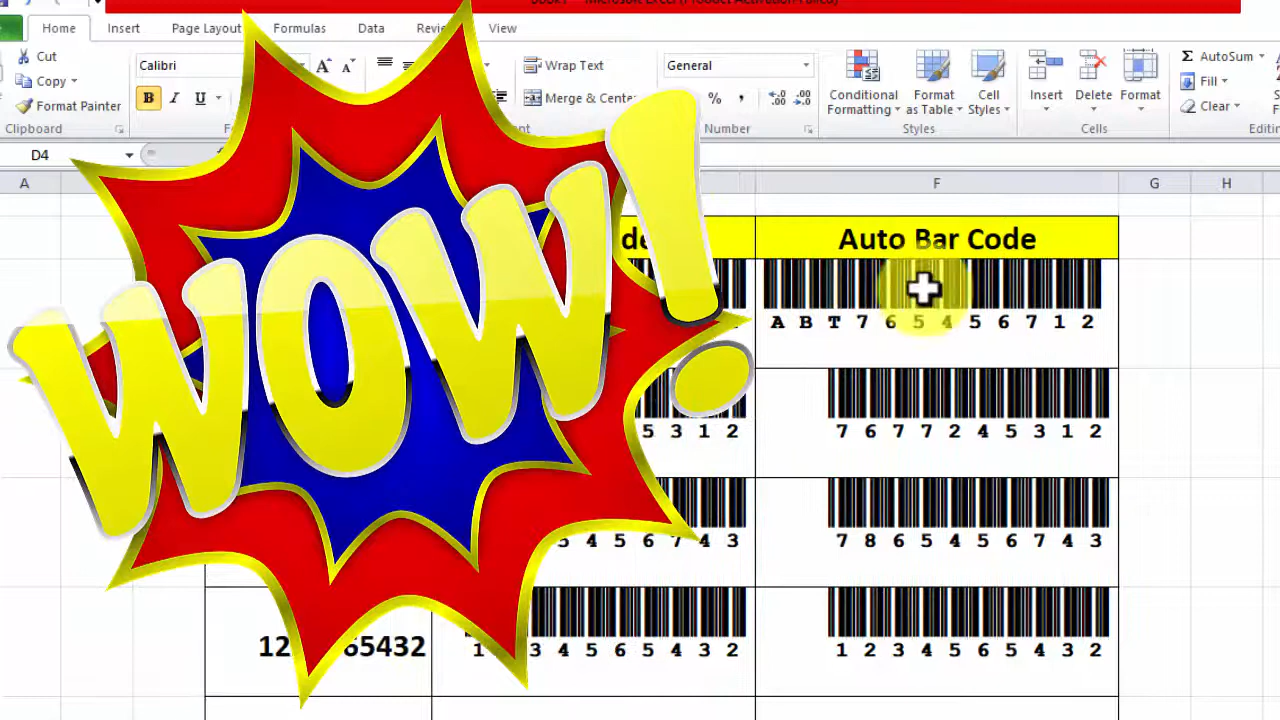 Home Insert Page Layout Formulas Data View
Cut
Copy
Format Painter
Clipboard
Calibri
B I U
Wrap Text
Merge &
General
%
Number
Conditional Formatting
Format as Table
Cell Styles
Styles
Insert Delete Format
Cells
AutoSum
Fill
Clear
D4
A F G H
WOW!
Auto Bar Code
A B T 7 6 5 4 5 6 7 1 2
5 3 1 2
7 6 7 7 2 4 5 3 1 2
5 4 5 6 7 4 3
7 8 6 5 4 5 6 7 4 3
65432
3 4 5 6 5 4 3 2
1 2 3 4 5 6 5 4 3 2